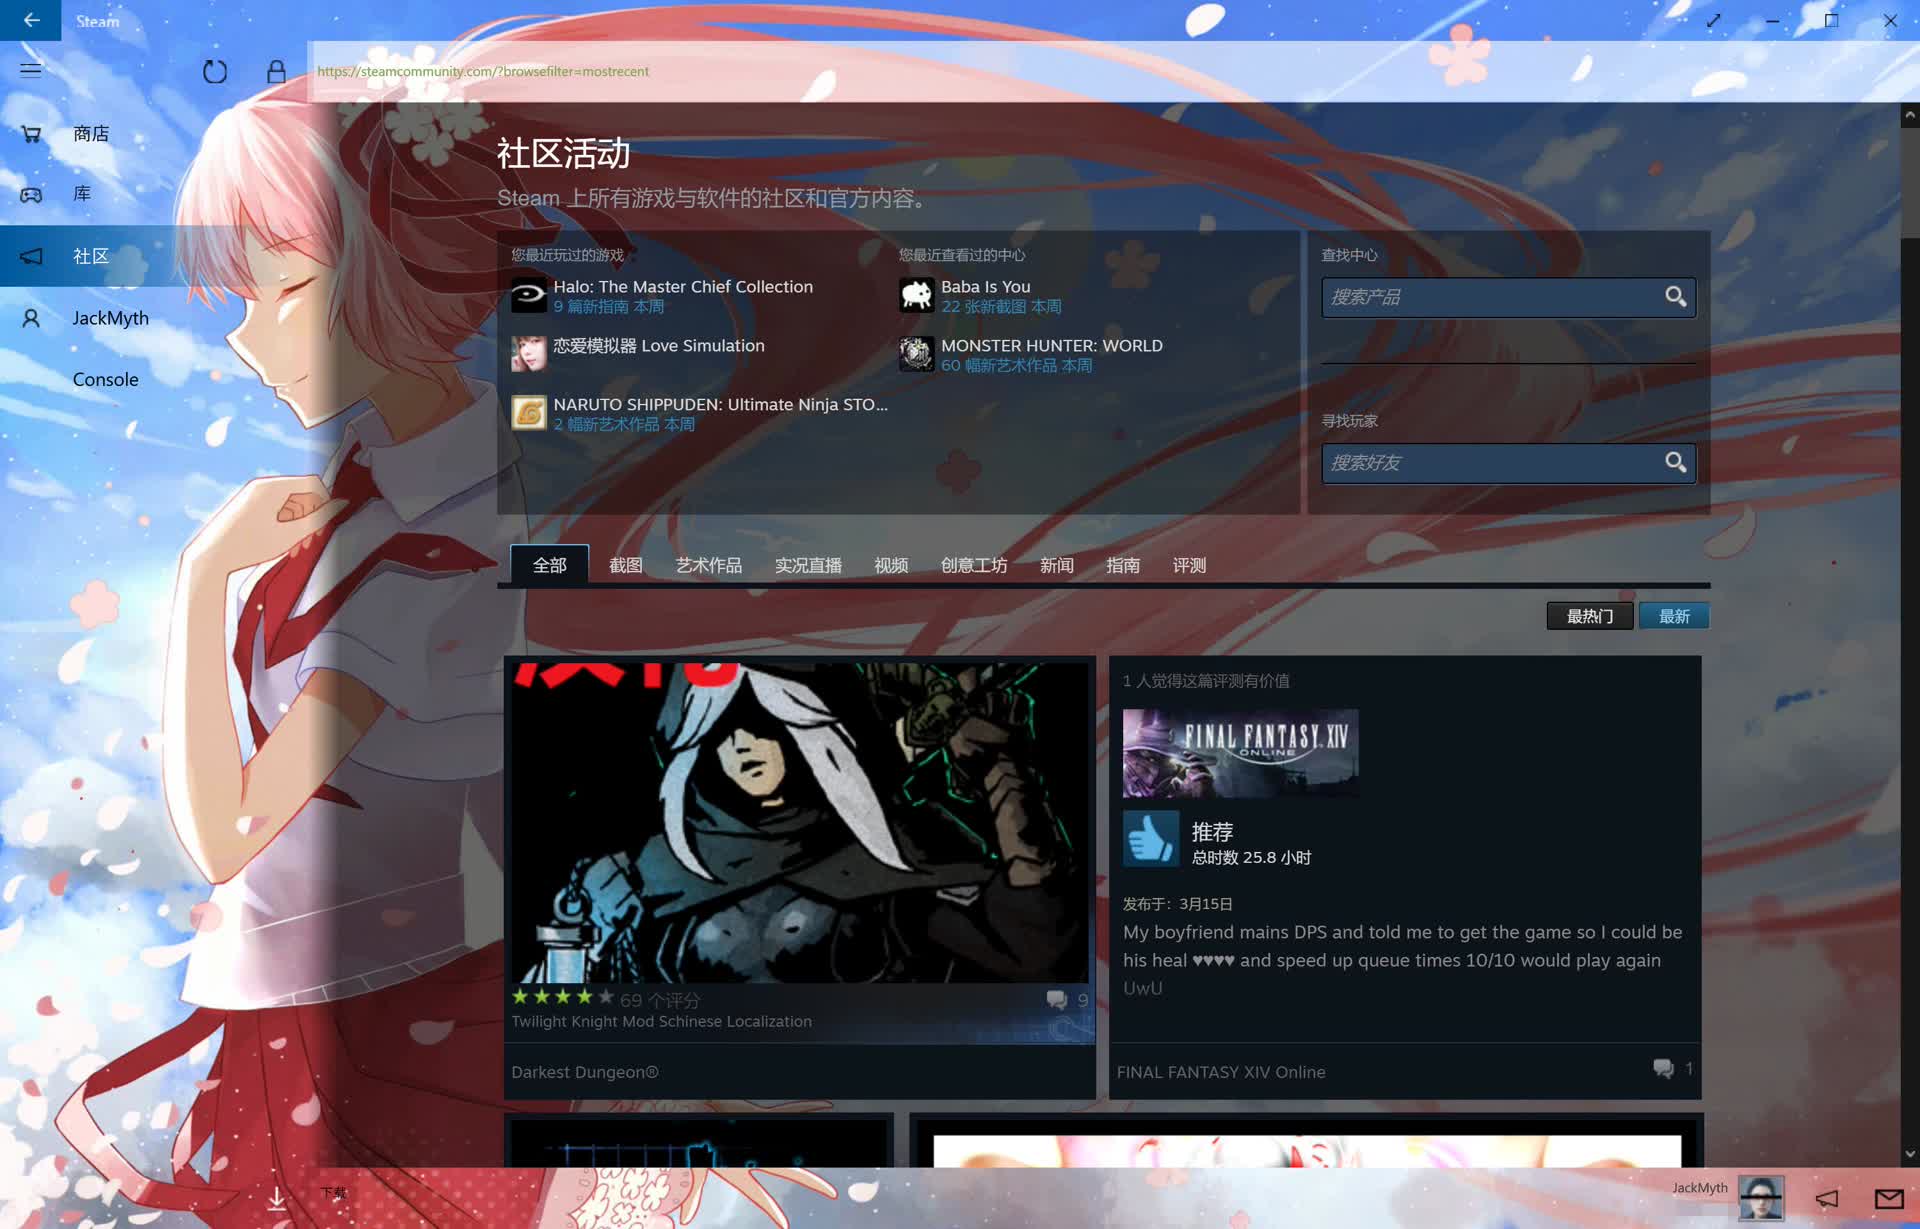 Steam
https://steamcommunity.com/?browsefilter=mostrecent
商店
库
社区
JackMyth
Console
社区活动
Steam 上所有游戏与软件的社区和官方内容。
您最近玩过的游戏
Halo: The Master Chief Collection
9 篇新指南 本周
恋爱模拟器 Love Simulation
NARUTO SHIPPUDEN: Ultimate Ninja STO...
2 幅新艺术作品 本周
您最近查看过的中心
Baba Is You
22 张新截图 本周
MONSTER HUNTER: WORLD
60 幅新艺术作品 本周
查找中心
搜索产品
寻找玩家
搜索好友
全部 截图 艺术作品 实况直播 视频 创意工坊 新闻 指南 评测
最热门 最新
69 个评分
9
Twilight Knight Mod Schinese Localization
Darkest Dungeon®
1 人觉得这篇评测有价值
FINAL FANTASY XIV
ONLINE
推荐
总时数 25.8 小时
发布于：3月15日
My boyfriend mains DPS and told me to get the game so I could be
his heal ♥♥♥♥ and speed up queue times 10/10 would play again
UwU
FINAL FANTASY XIV Online
1
下载
JackMyth